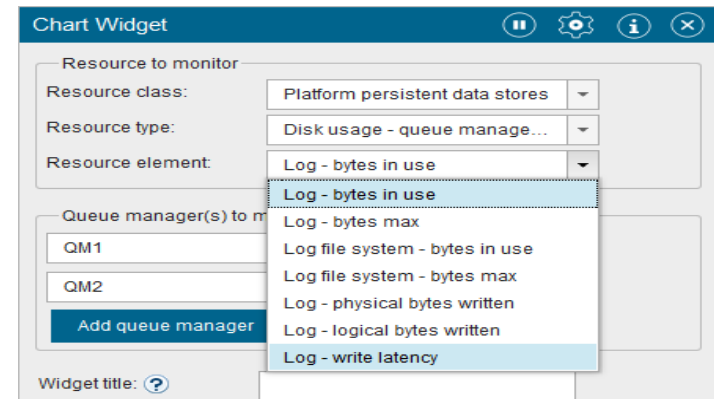 Chart Widget
Resource to monitor
Resource class: Platform persistent data stores
Resource type: Disk usage - queue manage...
Resource element: Log - bytes in use
Log - bytes in use
Queue manager(s) to m
Log - bytes max
QM1
Log file system - bytes in use
Log file system - bytes max
QM2
Log - physical bytes written
Add queue manager
Log - logical bytes written
Log - write latency
Widget title: ?